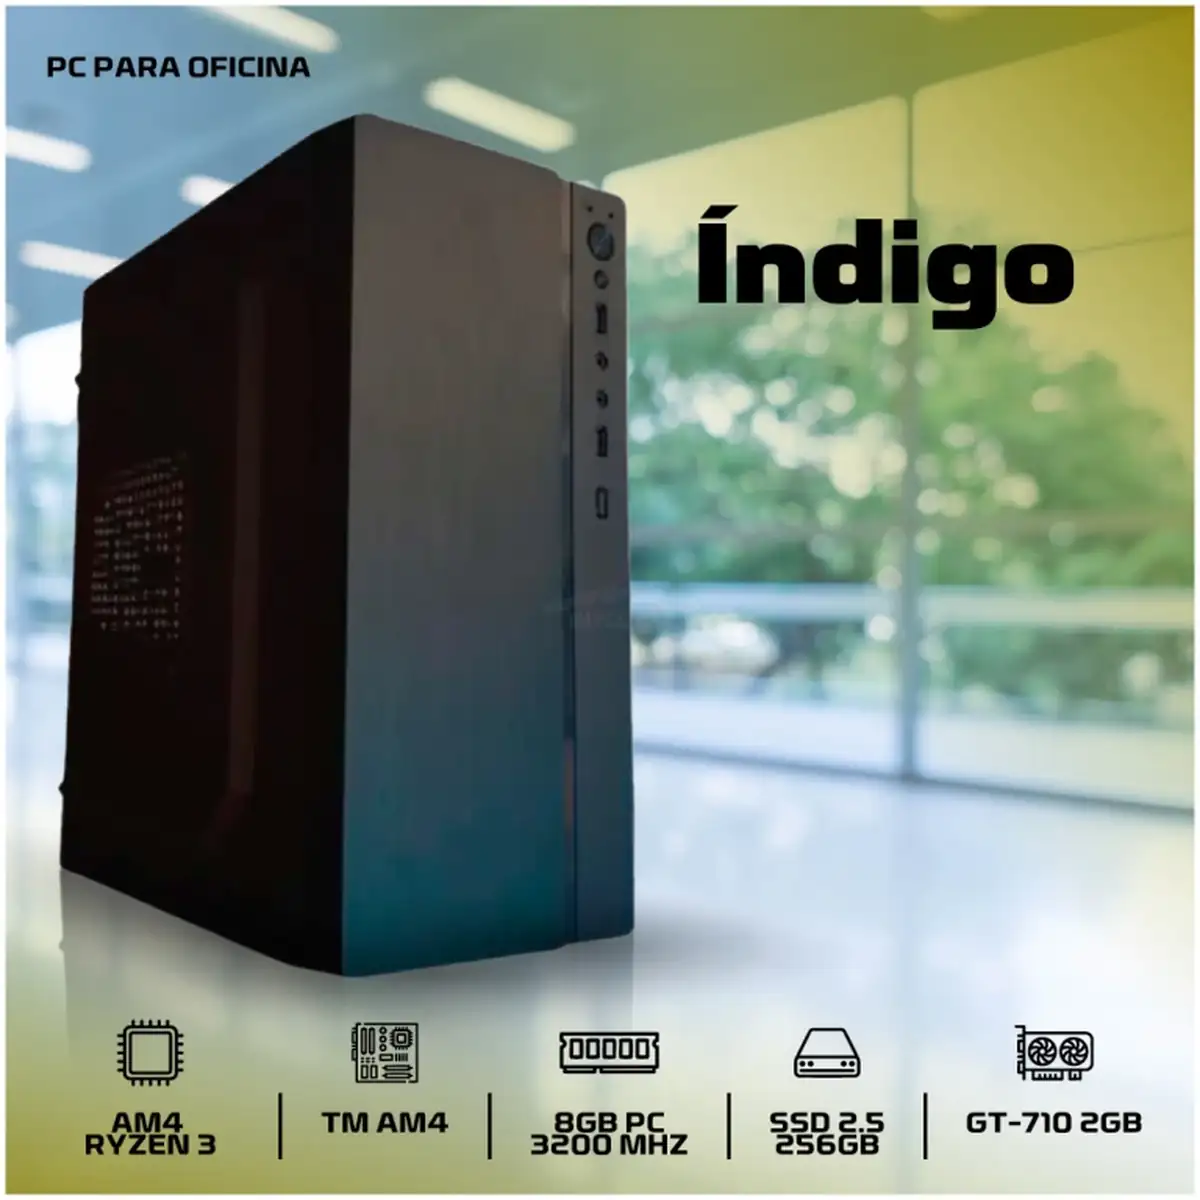 PC PARA OFICINA
Índigo
AM4
RYZEN 3
TM AM4
8GB PC
3200 MHZ
SSD 2.5
256GB
GT-710 2GB